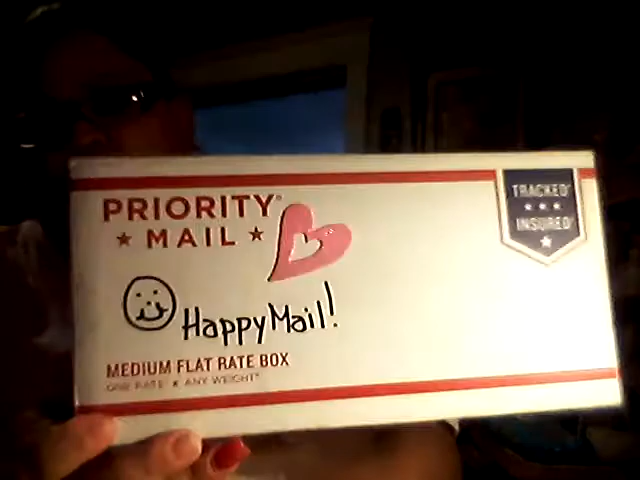 PRIORITY®
★ MAIL ★
TRACKED®
★ ★ ★
INSURED®
★
HappyMail!
MEDIUM FLAT RATE BOX
ONE RATE ★ ANY WEIGHT®